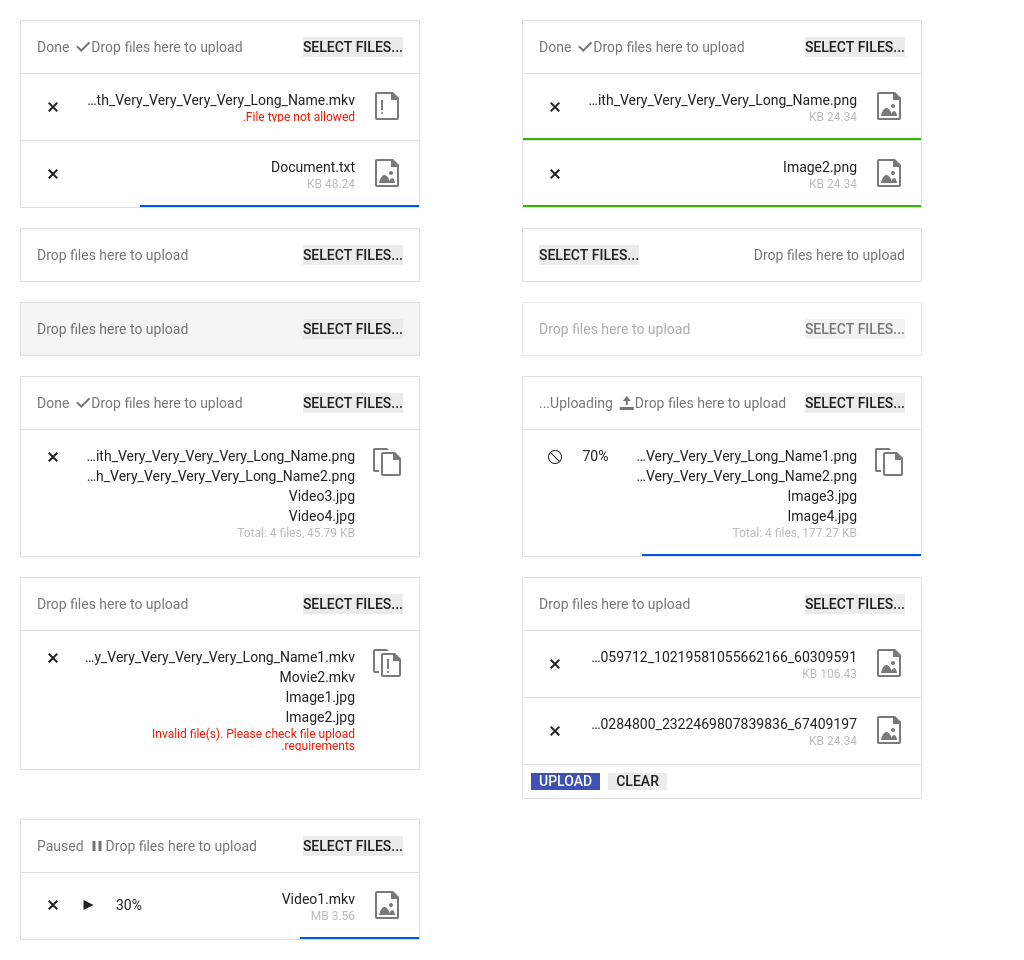 Done Drop files here to upload SELECT FILES...
...th_Very_Very_Very_Very_Long_Name.mkv
.File type not allowed
Document.txt
KB 48.24
Done Drop files here to upload SELECT FILES...
...ith_Very_Very_Very_Very_Long_Name.png
KB 24.34
Image2.png
KB 24.34
Drop files here to upload SELECT FILES...
SELECT FILES... Drop files here to upload
Drop files here to upload SELECT FILES...
Drop files here to upload SELECT FILES...
Done Drop files here to upload SELECT FILES...
...ith_Very_Very_Very_Very_Long_Name.png
...h_Very_Very_Very_Very_Long_Name2.png
Video3.jpg
Video4.jpg
Total: 4 files, 45.79 KB
...Uploading Drop files here to upload SELECT FILES...
70% ...Very_Very_Very_Long_Name1.png
...Very_Very_Very_Long_Name2.png
Image3.jpg
Image4.jpg
Total: 4 files, 177.27 KB
Drop files here to upload SELECT FILES...
...y_Very_Very_Very_Very_Long_Name1.mkv
Movie2.mkv
Image1.jpg
Image2.jpg
Invalid file(s). Please check file upload
.requirements
Drop files here to upload SELECT FILES...
...059712_10219581055662166_60309591
KB 106.43
...0284800_2322469807839836_67409197
KB 24.34
UPLOAD CLEAR
Paused Drop files here to upload SELECT FILES...
30% Video1.mkv
MB 3.56